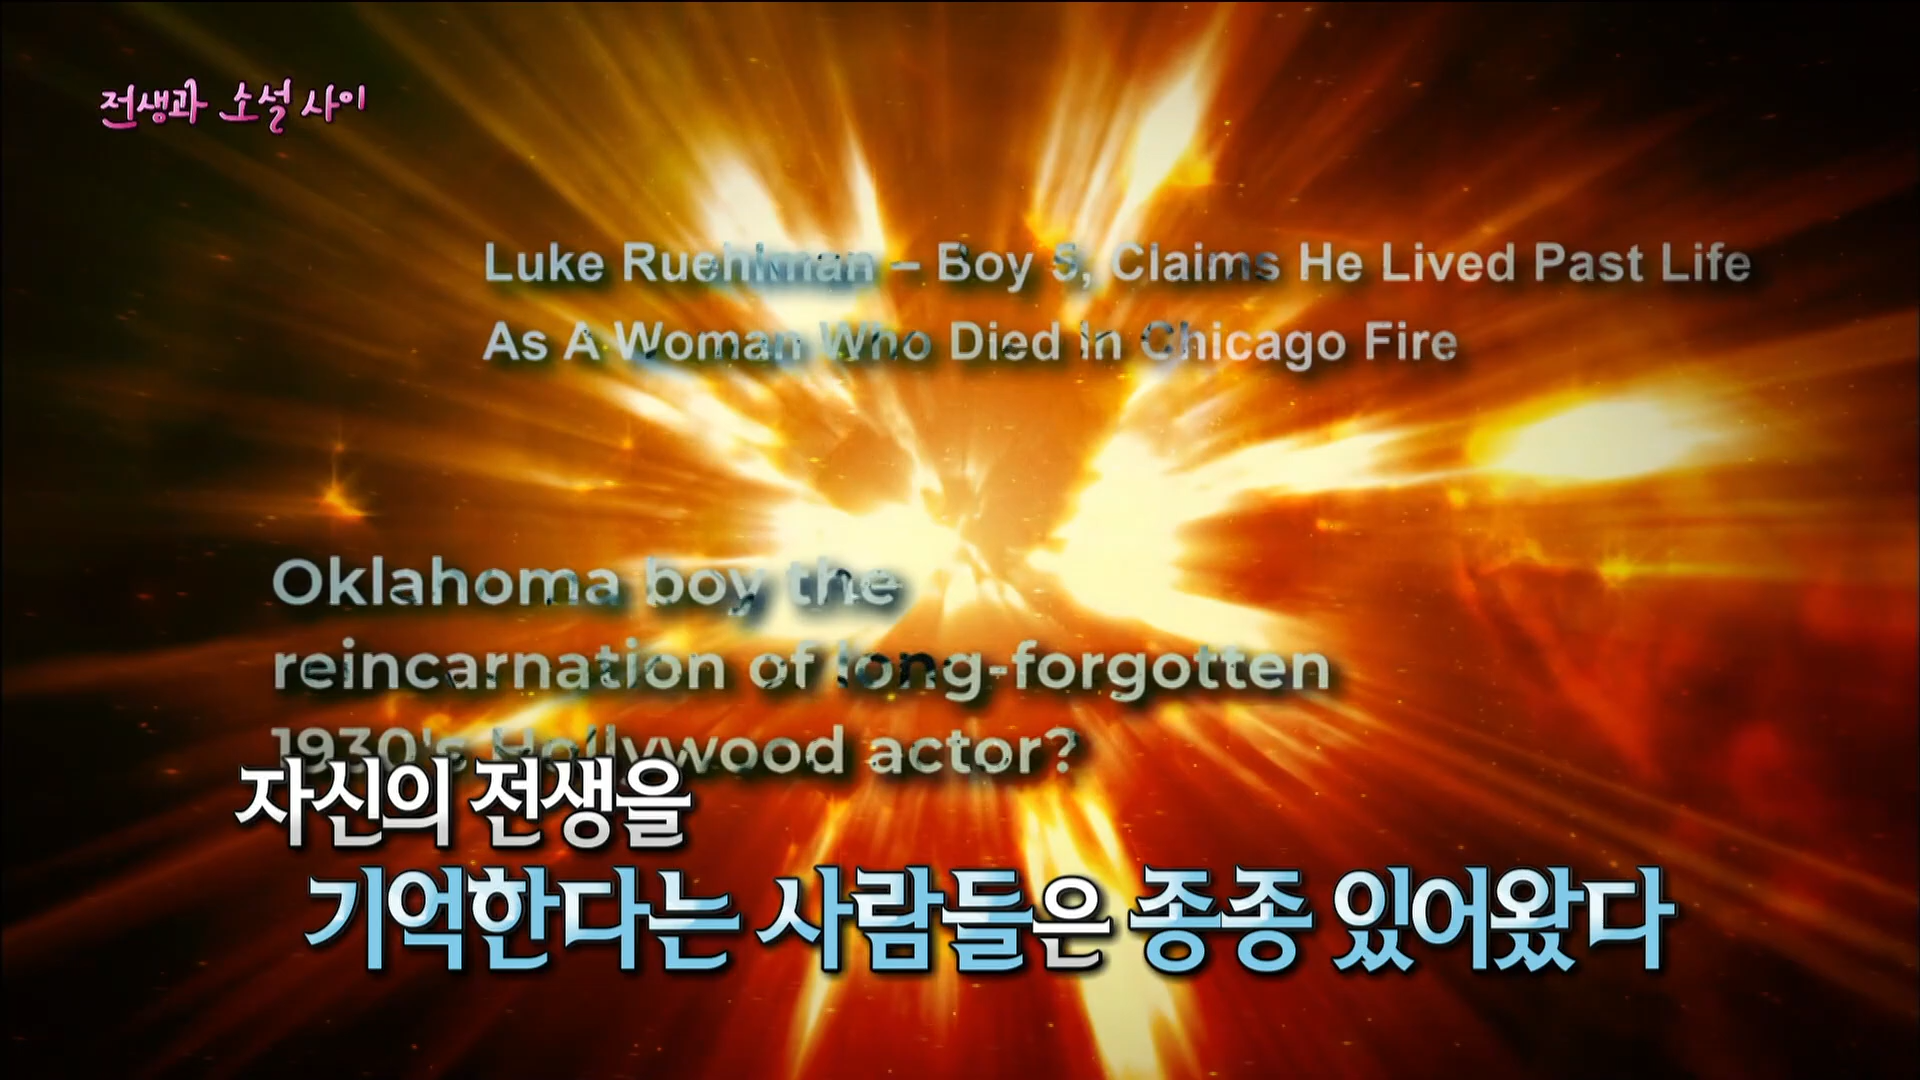 전생과 소설 사이
Luke Ruehlman – Boy 5, Claims He Lived Past Life
As A Woman Who Died In Chicago Fire
Oklahoma boy the
reincarnation of long-forgotten
1930's Hollywood actor?
자신의 전생을
기억한다는 사람들은 종종 있어왔다